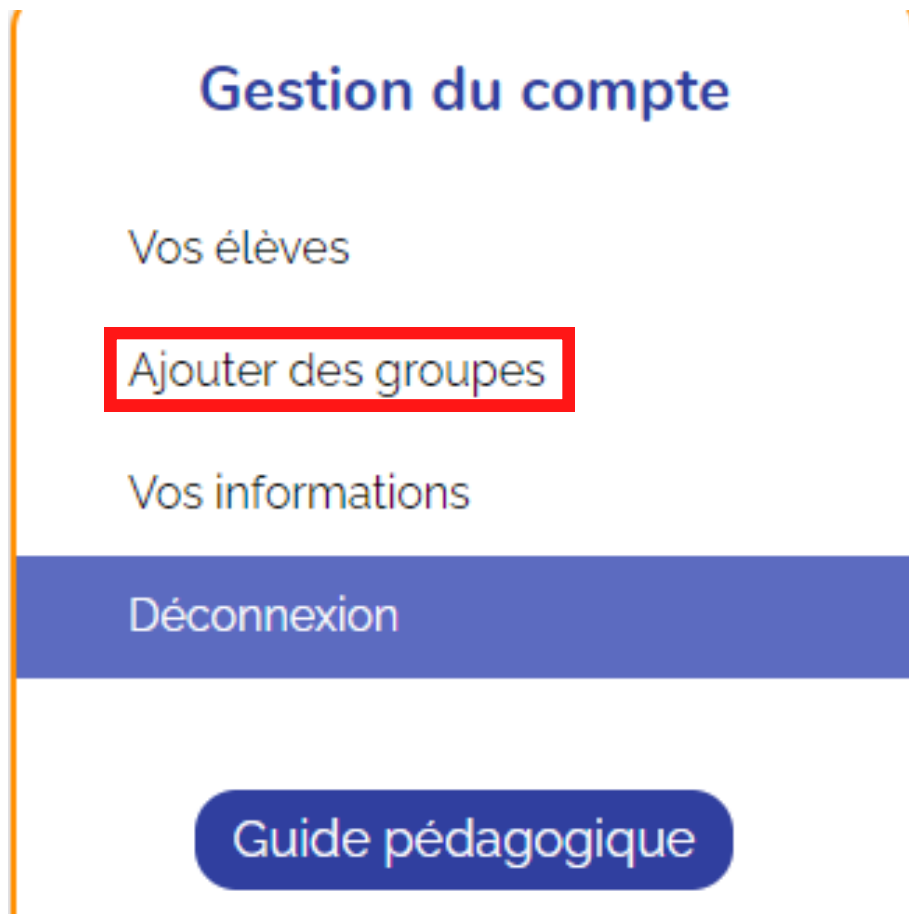 Gestion du compte
Vos élèves
Ajouter des groupes
Vos informations
Déconnexion
Guide pédagogique